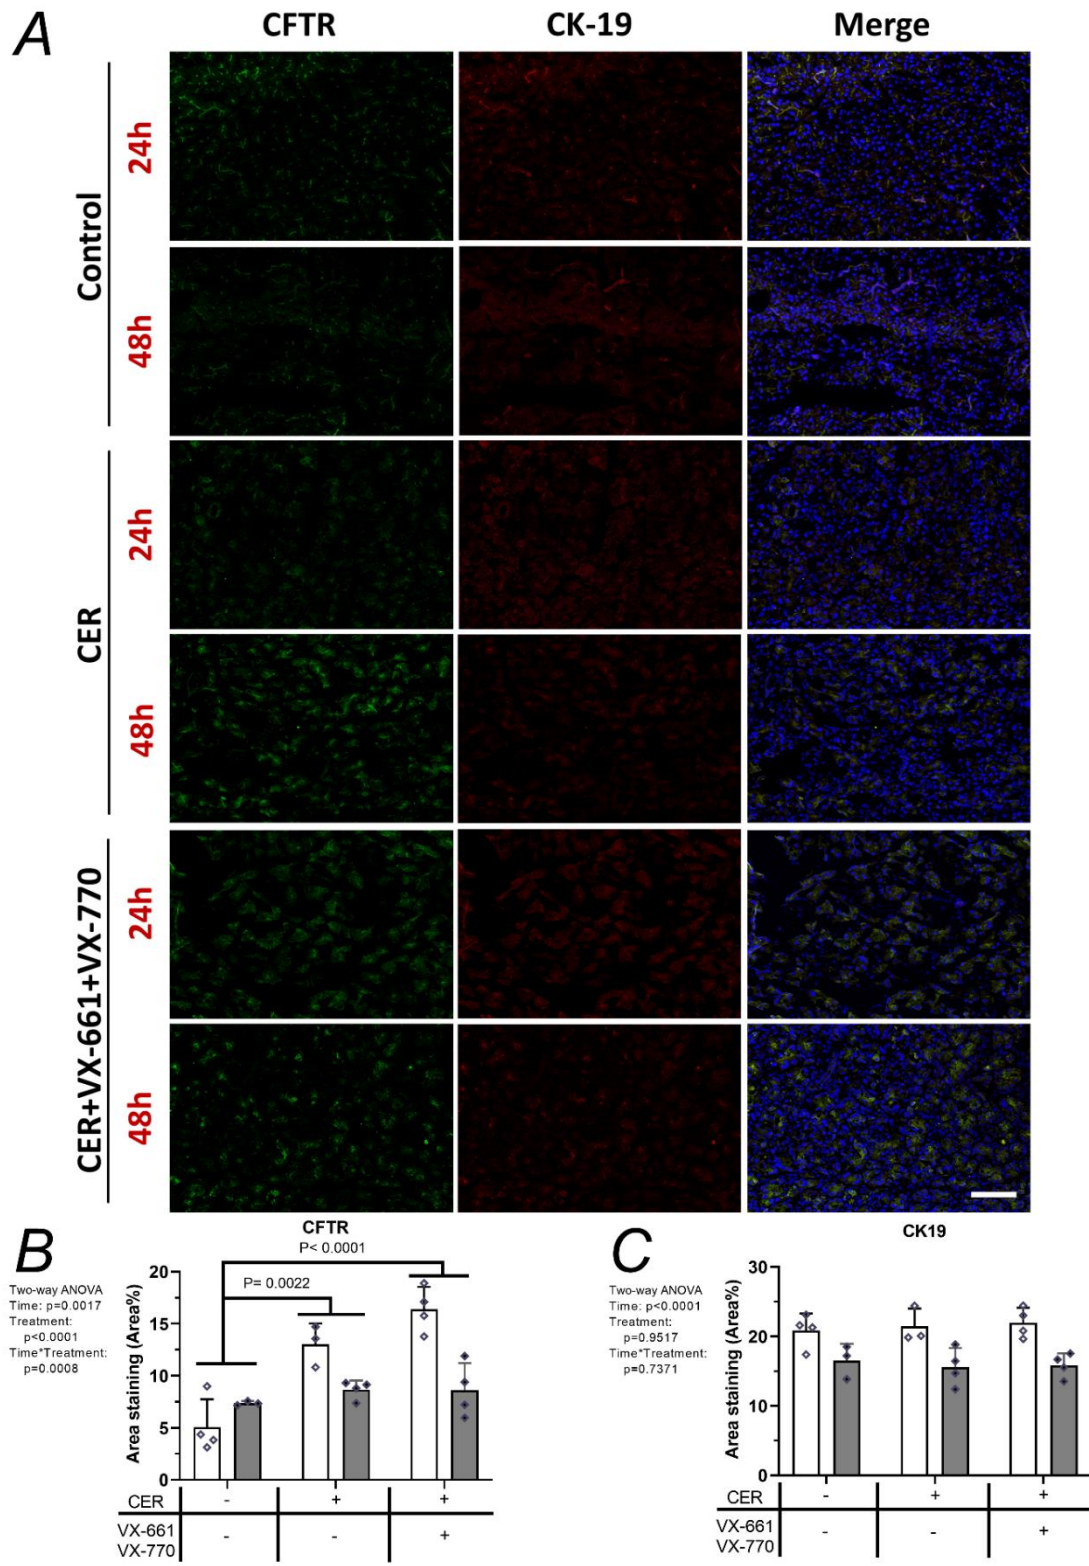 A
CFTR CK-19 Merge
Control
24h
48h
CER
24h
48h
CER+VX-661+VX-770
24h
48h
B
CFTR
P< 0.0001
P= 0.0022
Two-way ANOVA
Time: p=0.0017
Treatment:
p<0.0001
Time*Treatment:
p=0.0008
Area staining (Area%)
20
15
10
5
0
CER - + +
VX-661
VX-770
- - +
C
CK19
Two-way ANOVA
Time: p<0.0001
Treatment:
p=0.9517
Time*Treatment:
p=0.7371
Area staining (Area%)
30
20
10
0
CER - + +
VX-661
VX-770
- - +